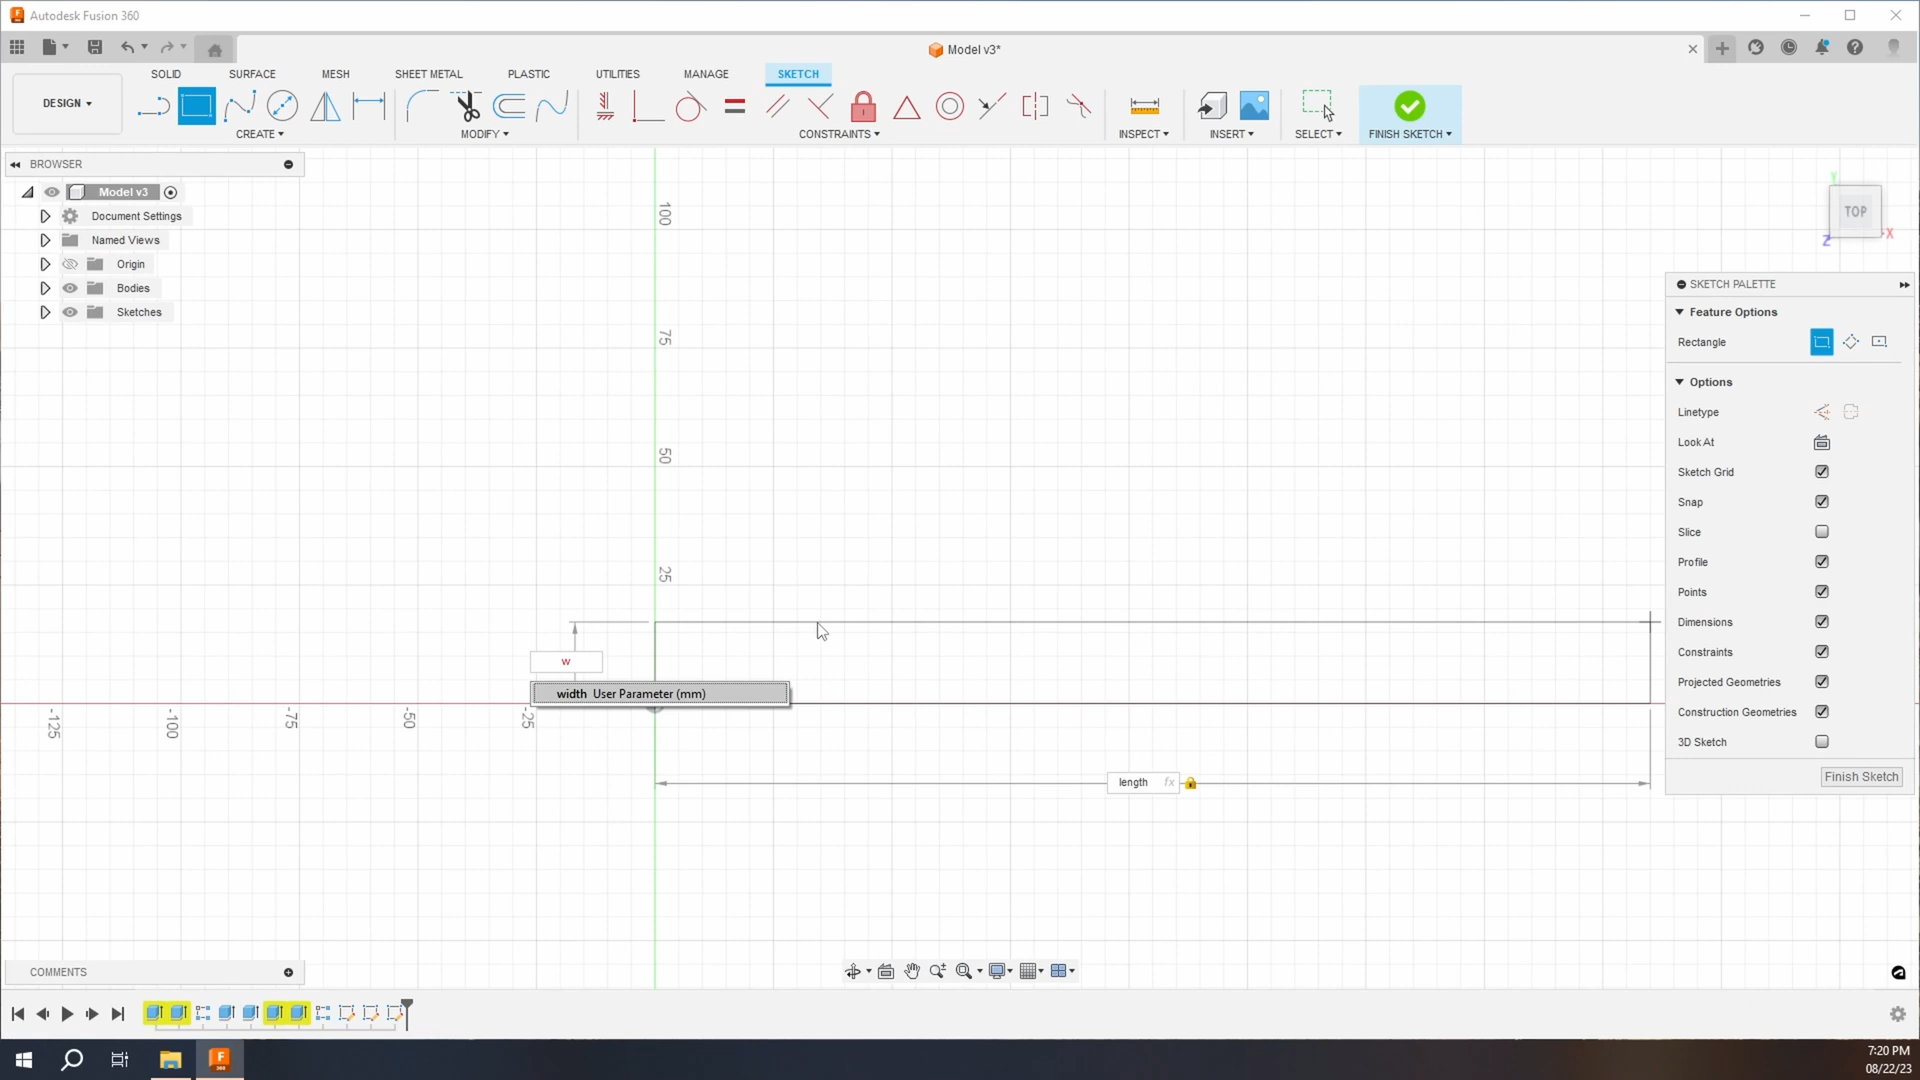 Autodesk Fusion 360
Model v3*
DESIGN
SOLID
SURFACE
MESH
SHEET METAL
PLASTIC
UTILITIES
MANAGE
SKETCH
CREATE
MODIFY
CONSTRAINTS
INSPECT
INSERT
SELECT
FINISH SKETCH
BROWSER
Model v3
Document Settings
Named Views
Origin
Bodies
Sketches
100
75
50
25
-125
-100
-75
-50
-25
w
width User Parameter (mm)
length fx
TOP
Y
X
Z
SKETCH PALETTE
Feature Options
Rectangle
Options
Linetype
Look At
Sketch Grid
Snap
Slice
Profile
Points
Dimensions
Constraints
Projected Geometries
Construction Geometries
3D Sketch
Finish Sketch
COMMENTS
F
360
7:20 PM
08/22/23